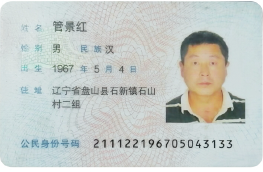 姓名 管景红
性别 男 民族 汉
出生 1967 年 5 月 4 日
住址 辽宁省盘山县石新镇石山
村二组
公民身份号码 211122196705043133